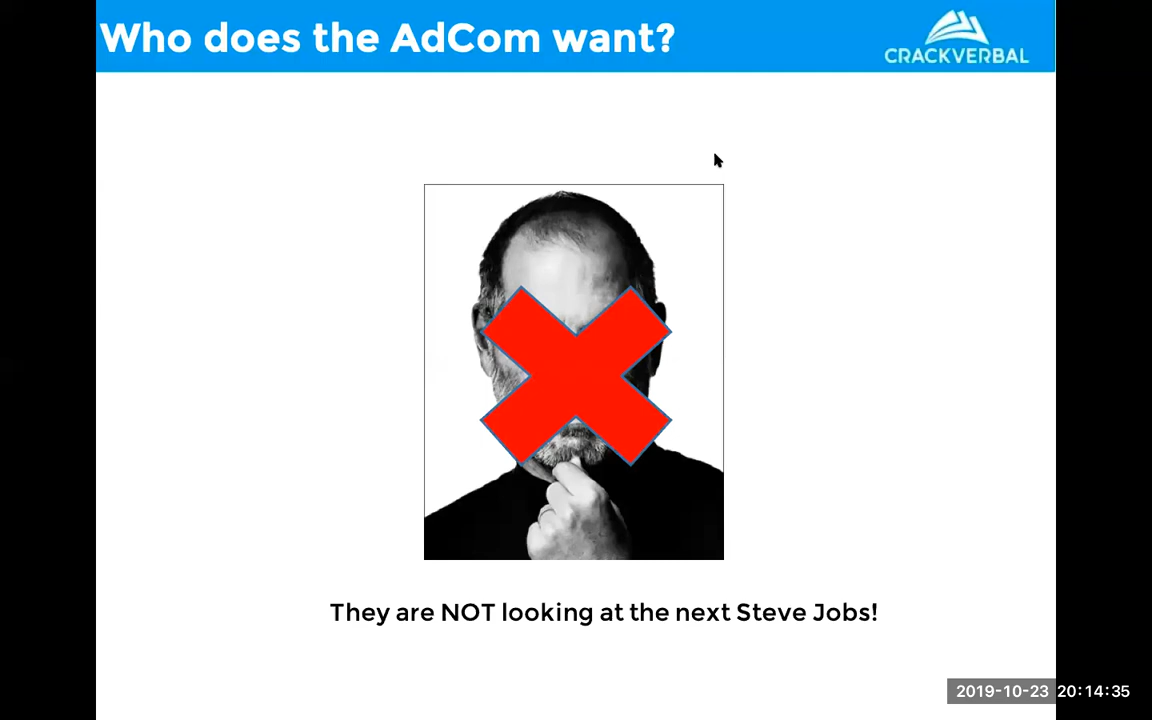 Who does the AdCom want?
CRACKVERBAL
They are NOT looking at the next Steve Jobs!
2019-10-23 20:14:35